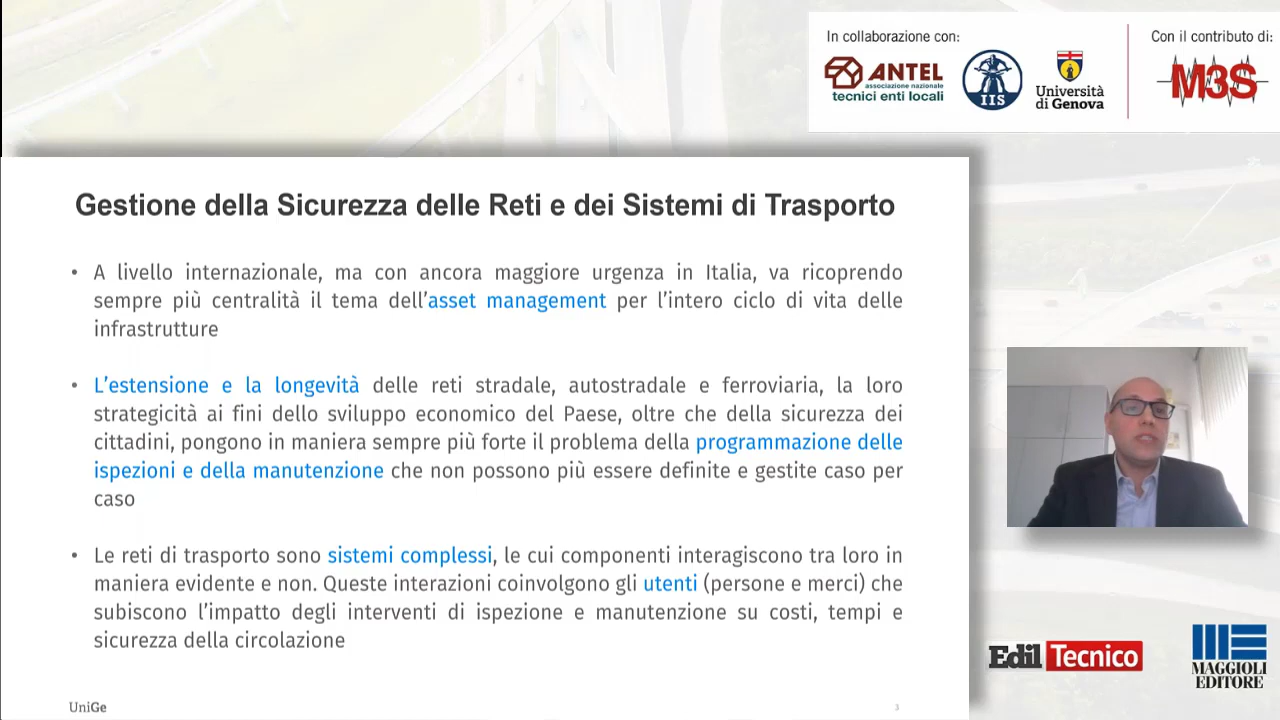 In collaborazione con:
Con il contributo di:
ANTEL
associazione nazionale
tecnici enti locali
IIS
Università
di Genova
M3S
Gestione della Sicurezza delle Reti e dei Sistemi di Trasporto
• A livello internazionale, ma con ancora maggiore urgenza in Italia, va ricoprendo
sempre più centralità il tema dell’asset management per l’intero ciclo di vita delle
infrastrutture
• L’estensione e la longevità delle reti stradale, autostradale e ferroviaria, la loro
strategicità ai fini dello sviluppo economico del Paese, oltre che della sicurezza dei
cittadini, pongono in maniera sempre più forte il problema della programmazione delle
ispezioni e della manutenzione che non possono più essere definite e gestite caso per
caso
• Le reti di trasporto sono sistemi complessi, le cui componenti interagiscono tra loro in
maniera evidente e non. Queste interazioni coinvolgono gli utenti (persone e merci) che
subiscono l’impatto degli interventi di ispezione e manutenzione su costi, tempi e
sicurezza della circolazione
UniGe
3
EdilTecnico
MAGGIOLI
EDITORE